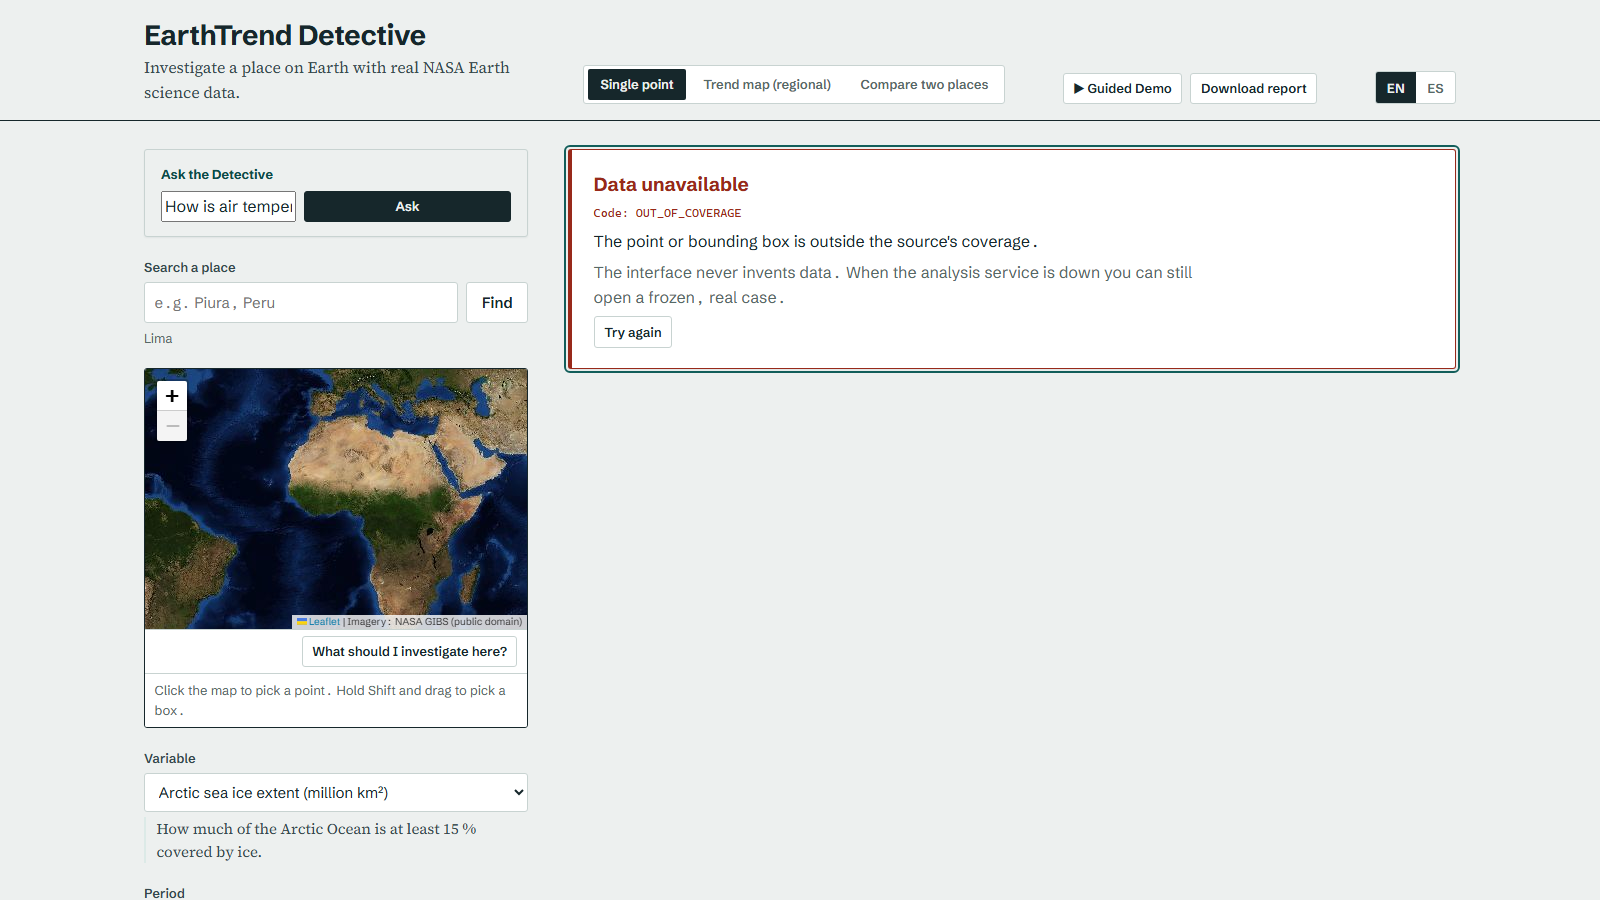 EarthTrend Detective
Investigate a place on Earth with real NASA Earth
science data.
Single point
Trend map (regional)
Compare two places
▶ Guided Demo
Download report
EN
ES
Ask the Detective
How is air temper
Ask
Search a place
e.g. Piura, Peru
Find
Lima
+
−
Leaflet | Imagery: NASA GIBS (public domain)
What should I investigate here?
Click the map to pick a point. Hold Shift and drag to pick a
box.
Variable
Arctic sea ice extent (million km²)
How much of the Arctic Ocean is at least 15 %
covered by ice.
Period
Data unavailable
Code: OUT_OF_COVERAGE
The point or bounding box is outside the source's coverage.
The interface never invents data. When the analysis service is down you can still
open a frozen, real case.
Try again